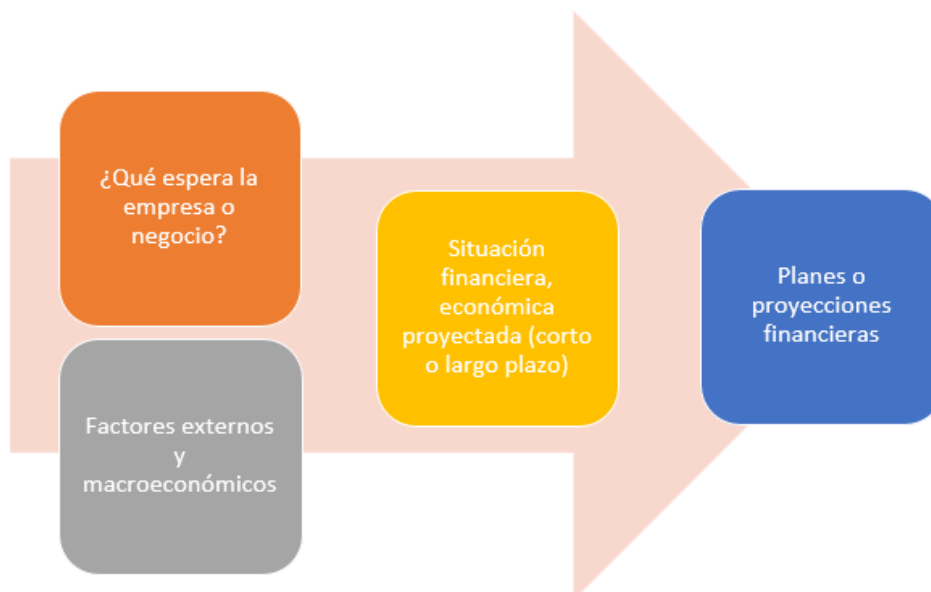 ¿Qué espera la
empresa o
negocio?
Factores externos
y
macroeconómicos
Situación
financiera,
económica
proyectada (corto
o largo plazo)
Planes o
proyecciones
financieras